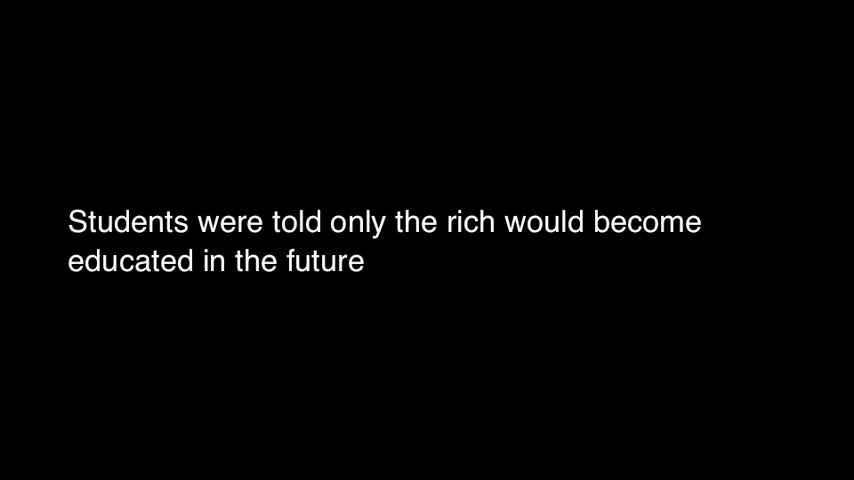 Students were told only the rich would become
educated in the future